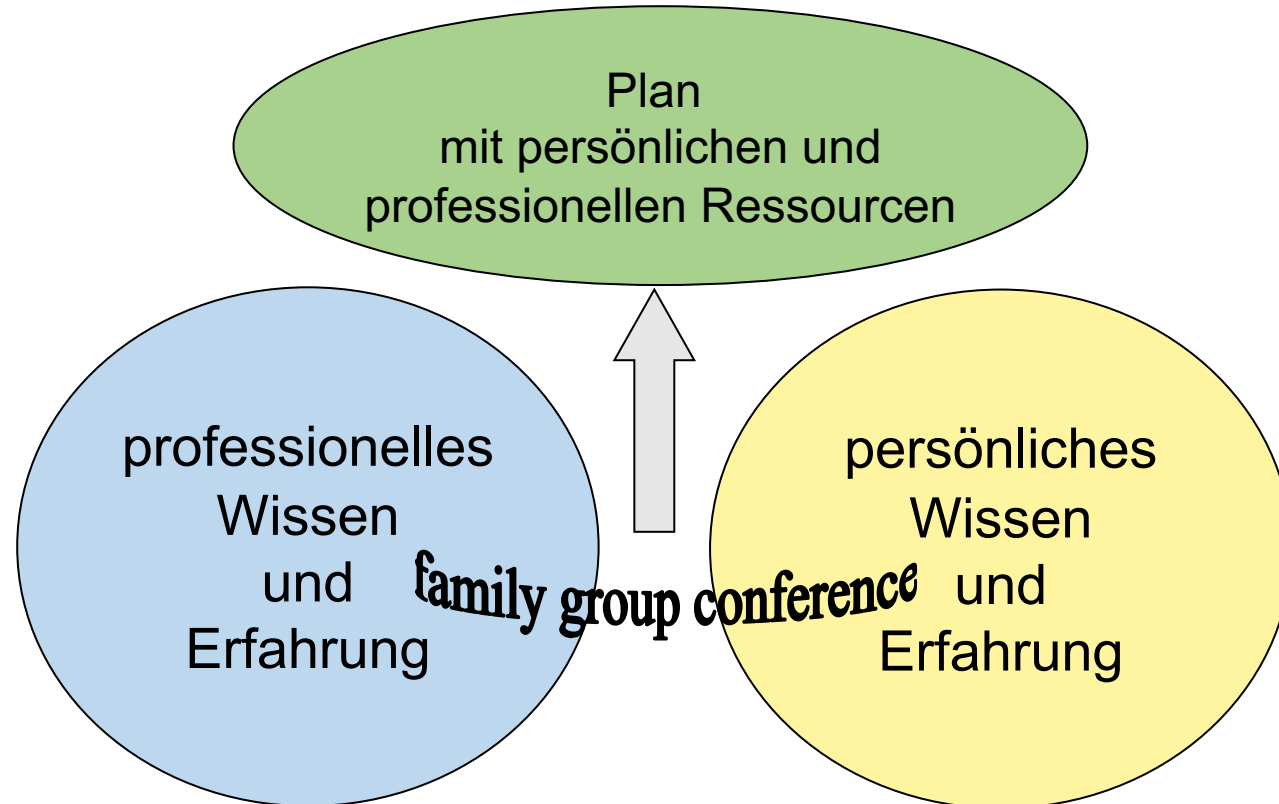 Plan
mit persönlichen und
professionellen Ressourcen
professionelles
Wissen
und
Erfahrung
family group conference
persönliches
Wissen
und
Erfahrung